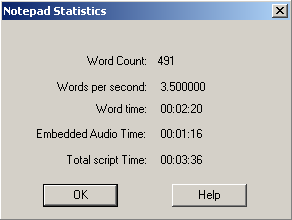 Notepad Statistics
Word Count: 491
Words per second: 3.500000
Word time: 00:02:20
Embedded Audio Time: 00:01:16
Total script Time: 00:03:36
OK Help